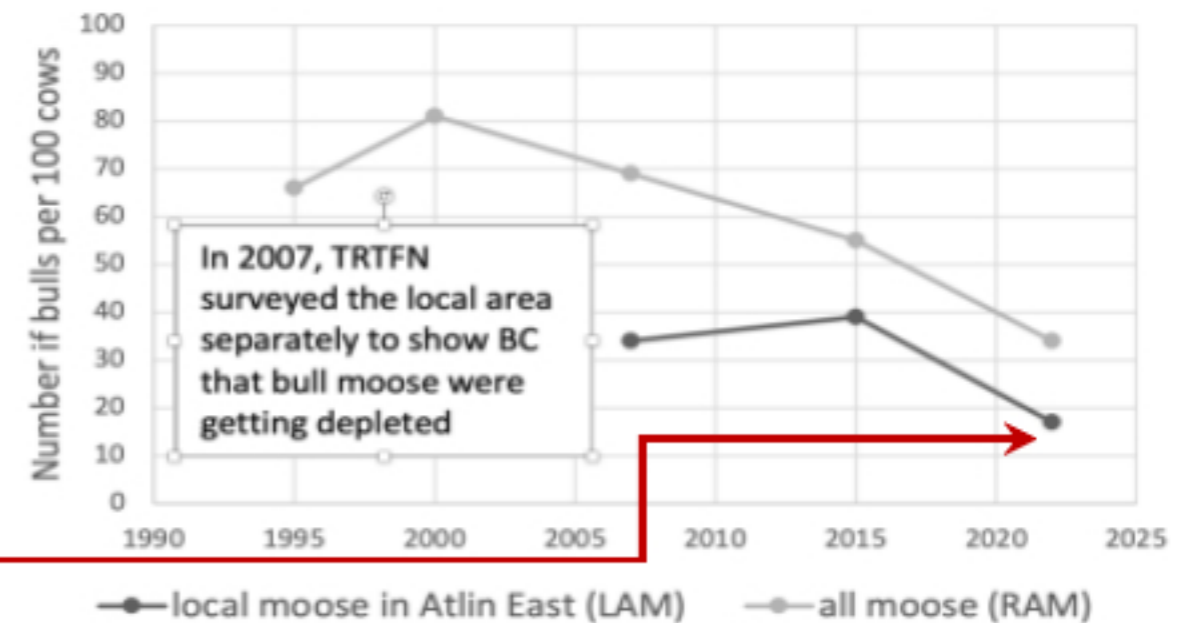 Number if bulls per 100 cows
100
90
80
70
60
50
40
30
20
10
0
In 2007, TRTFN
surveyed the local area
separately to show BC
that bull moose were
getting depleted
1990 1995 2000 2005 2010 2015 2020 2025
local moose in Atlin East (LAM) all moose (RAM)